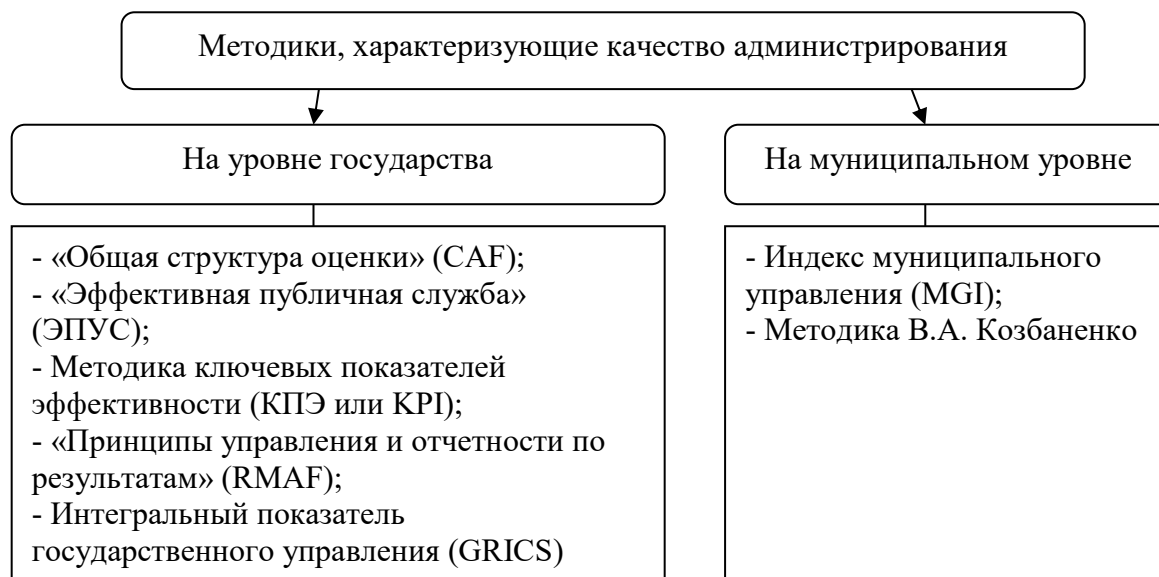 Методики, характеризующие качество администрирования
На уровне государства
- «Общая структура оценки» (CAF);
- «Эффективная публичная служба»
(ЭПУС);
- Методика ключевых показателей
эффективности (КПЭ или KPI);
- «Принципы управления и отчетности по
результатам» (RMAF);
- Интегральный показатель
государственного управления (GRICS)
На муниципальном уровне
- Индекс муниципального
управления (MGI);
- Методика В.А. Козбаненко